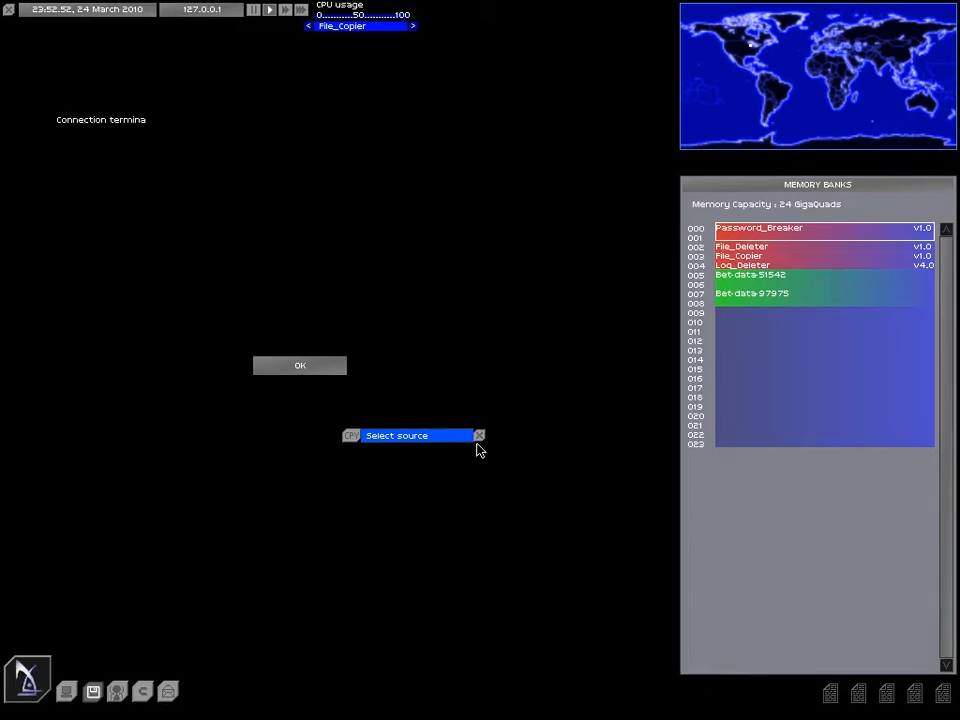 23:52.52, 24 March 2010
127.0.0.1
CPU usage
0..........50..........100
< File_Copier >
Connection termina
MEMORY BANKS
Memory Capacity : 24 GigaQuads
000 Password_Breaker v1.0
001
002 File_Deleter v1.0
003 File_Copier v1.0
004 Log_Deleter v4.0
005 Bet-data-51542
006
007 Bet-data-97975
008
009
010
011
012
013
014
015
016
017
018
019
020
021
022
023
OK
CPY Select source X